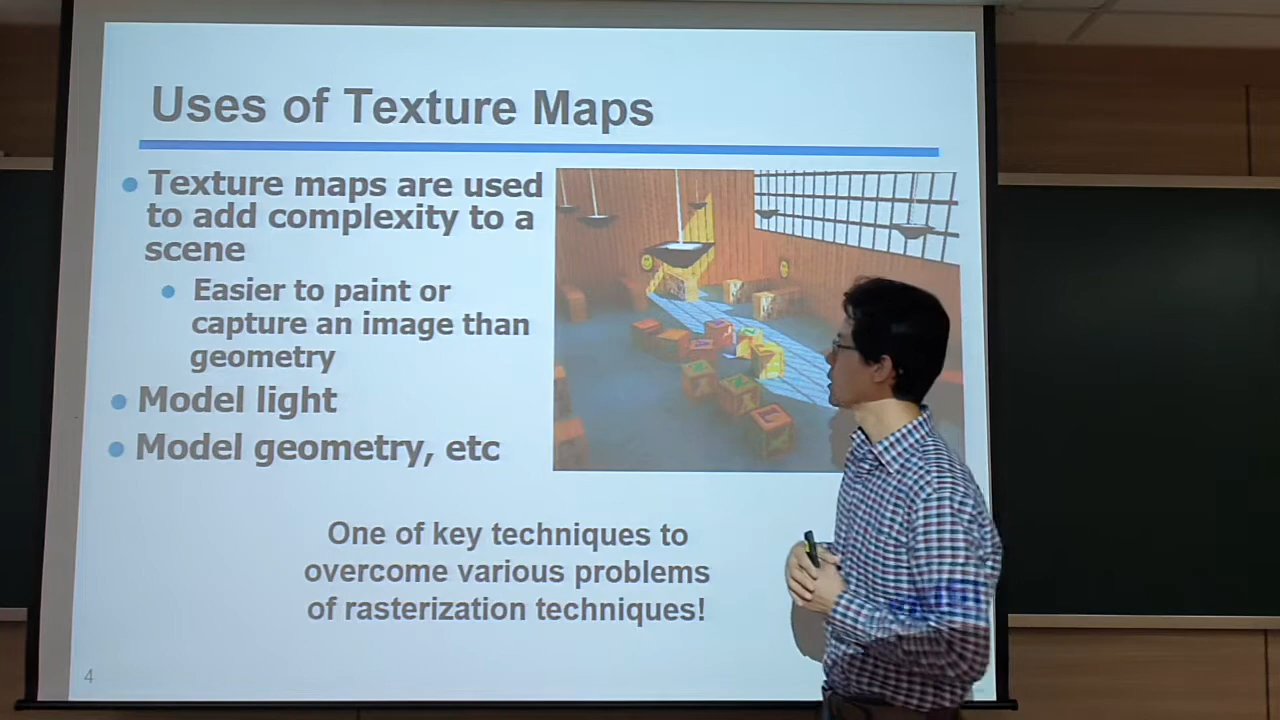 Uses of Texture Maps
Texture maps are used
to add complexity to a
scene
Easier to paint or
capture an image than
geometry
Model light
Model geometry, etc
One of key techniques to
overcome various problems
of rasterization techniques!
4